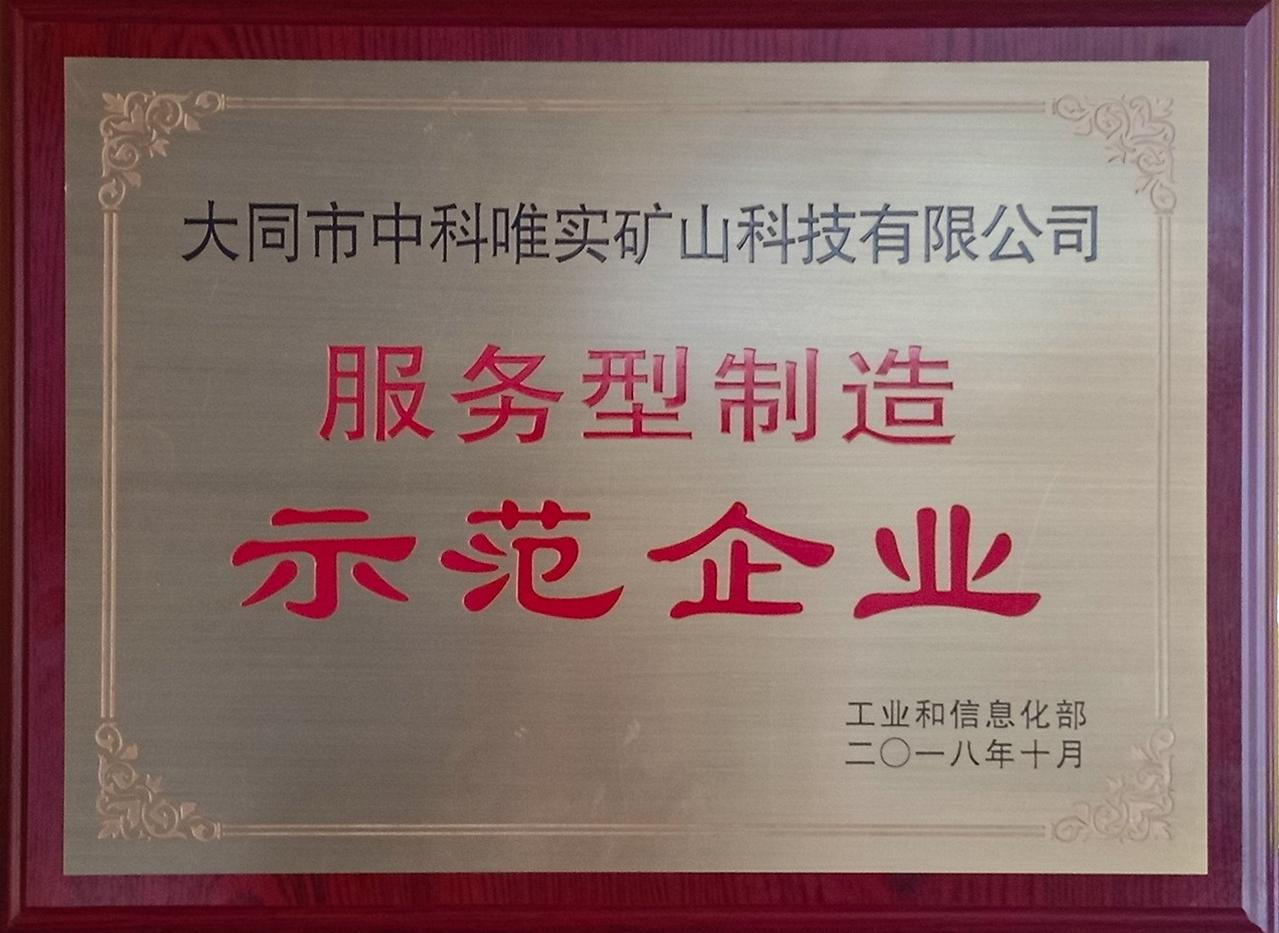 大同市中科唯实矿山科技有限公司
服务型制造
示范企业
工业和信息化部
二〇一八年十月